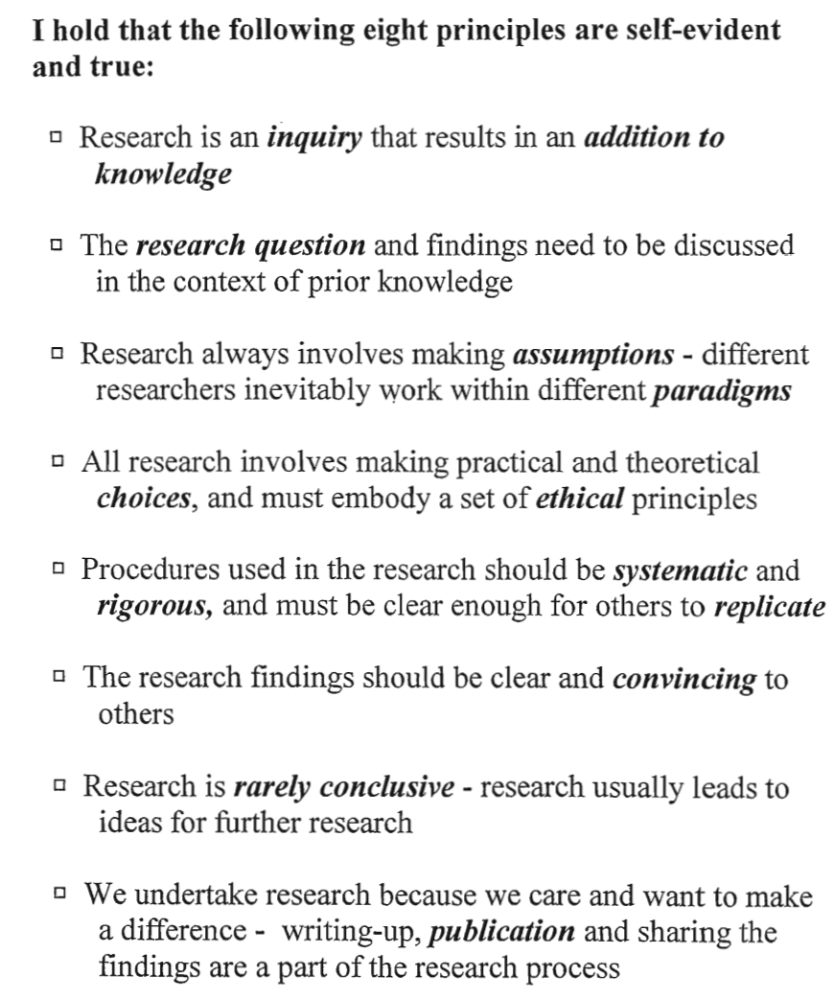 I hold that the following eight principles are self-evident
and true:
▫ Research is an inquiry that results in an addition to
knowledge
▫ The research question and findings need to be discussed
in the context of prior knowledge
▫ Research always involves making assumptions - different
researchers inevitably work within different paradigms
▫ All research involves making practical and theoretical
choices, and must embody a set of ethical principles
▫ Procedures used in the research should be systematic and
rigorous, and must be clear enough for others to replicate
▫ The research findings should be clear and convincing to
others
▫ Research is rarely conclusive - research usually leads to
ideas for further research
▫ We undertake research because we care and want to make
a difference - writing-up, publication and sharing the
findings are a part of the research process